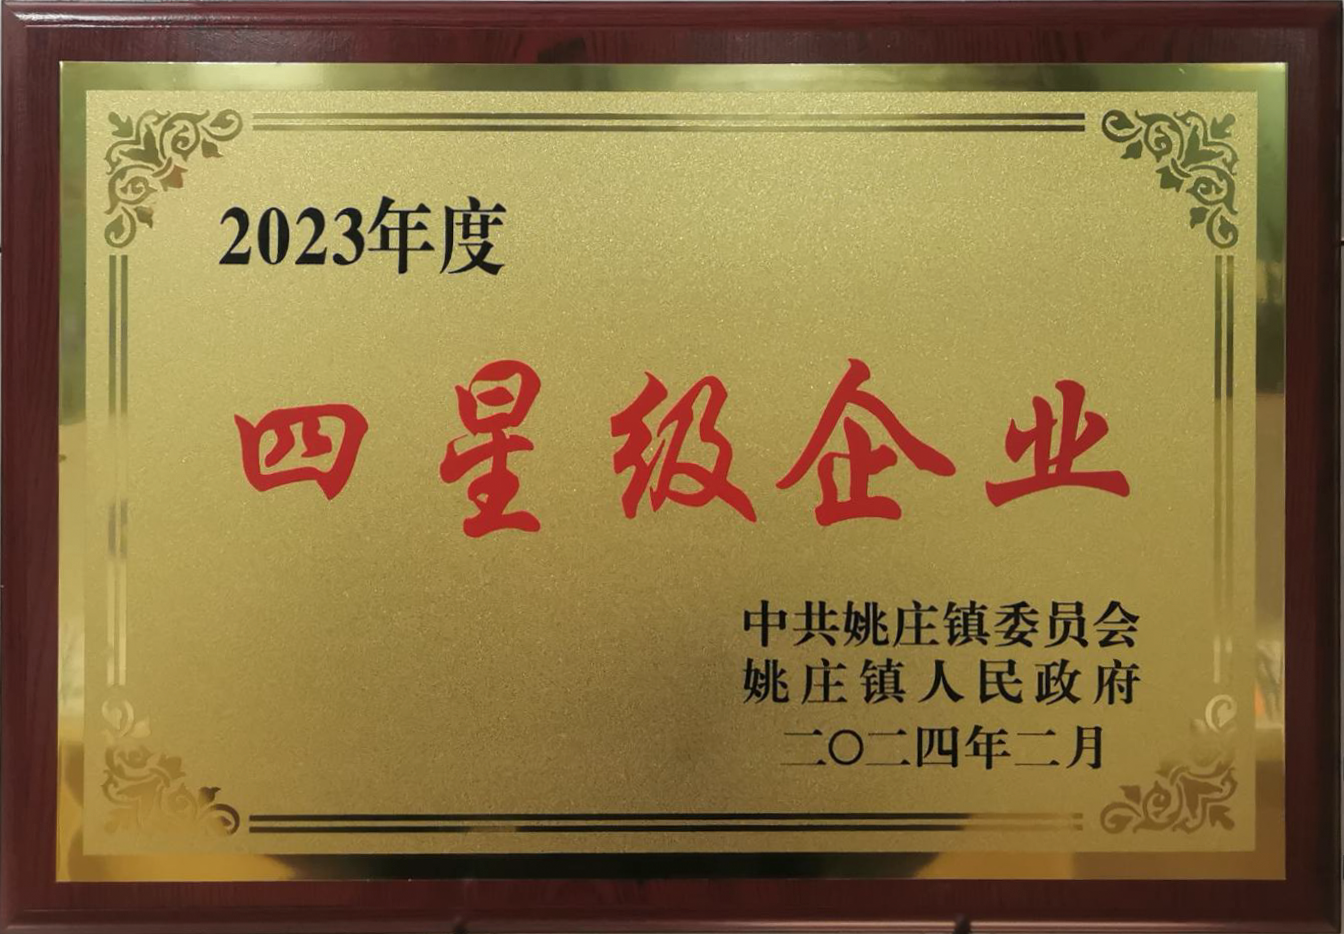 2023年度
四星级企业
中共姚庄镇委员会
姚庄镇人民政府
二〇二四年二月